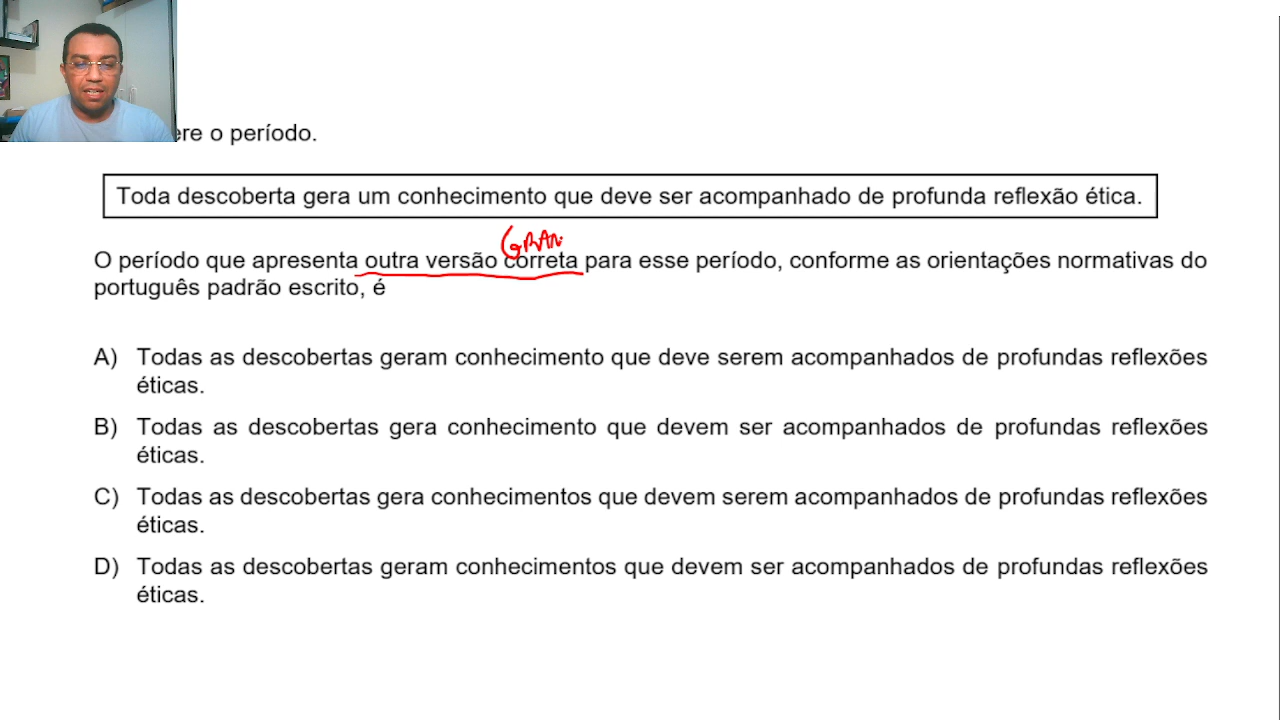 ere o período.
Toda descoberta gera um conhecimento que deve ser acompanhado de profunda reflexão ética.
GRAM
O período que apresenta outra versão correta para esse período, conforme as orientações normativas do
português padrão escrito, é
A) Todas as descobertas geram conhecimento que deve serem acompanhados de profundas reflexões
éticas.
B) Todas as descobertas gera conhecimento que devem ser acompanhados de profundas reflexões
éticas.
C) Todas as descobertas gera conhecimentos que devem serem acompanhados de profundas reflexões
éticas.
D) Todas as descobertas geram conhecimentos que devem ser acompanhados de profundas reflexões
éticas.